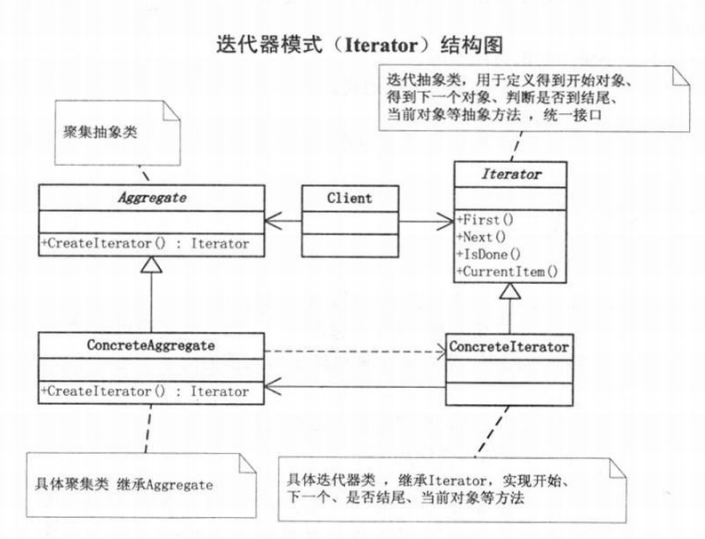 迭代器模式（Iterator）结构图
迭代抽象类，用于定义得到开始对象、
得到下一个对象、判断是否到结尾、
当前对象等抽象方法 ，统一接口
聚集抽象类
Aggregate
Client
Iterator
+CreateIterator() : Iterator
+First()
+Next()
+IsDone()
+CurrentItem()
ConcreteAggregate
ConcreteIterator
+CreateIterator() : Iterator
具体聚集类 继承Aggregate
具体迭代器类 ，继承Iterator，实现开始、
下一个、是否结尾、当前对象等方法